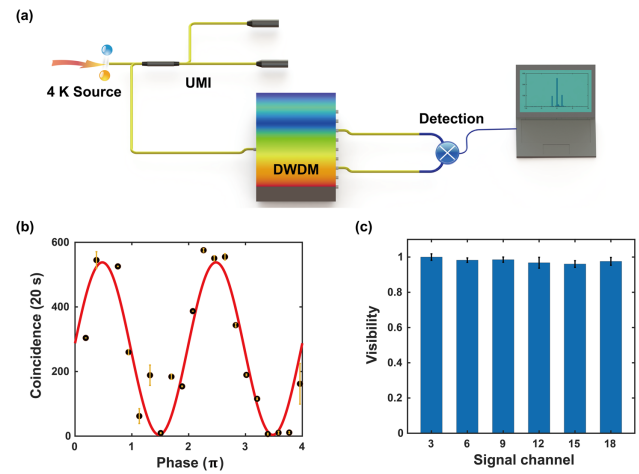 (a)
4 K Source
UMI
DWDM
Detection
(b)
Coincidence (20 s)
600
400
200
0
0 1 2 3 4
Phase (π)
(c)
Visibility
1
0.8
0.6
0.4
0.2
0
3 6 9 12 15 18
Signal channel